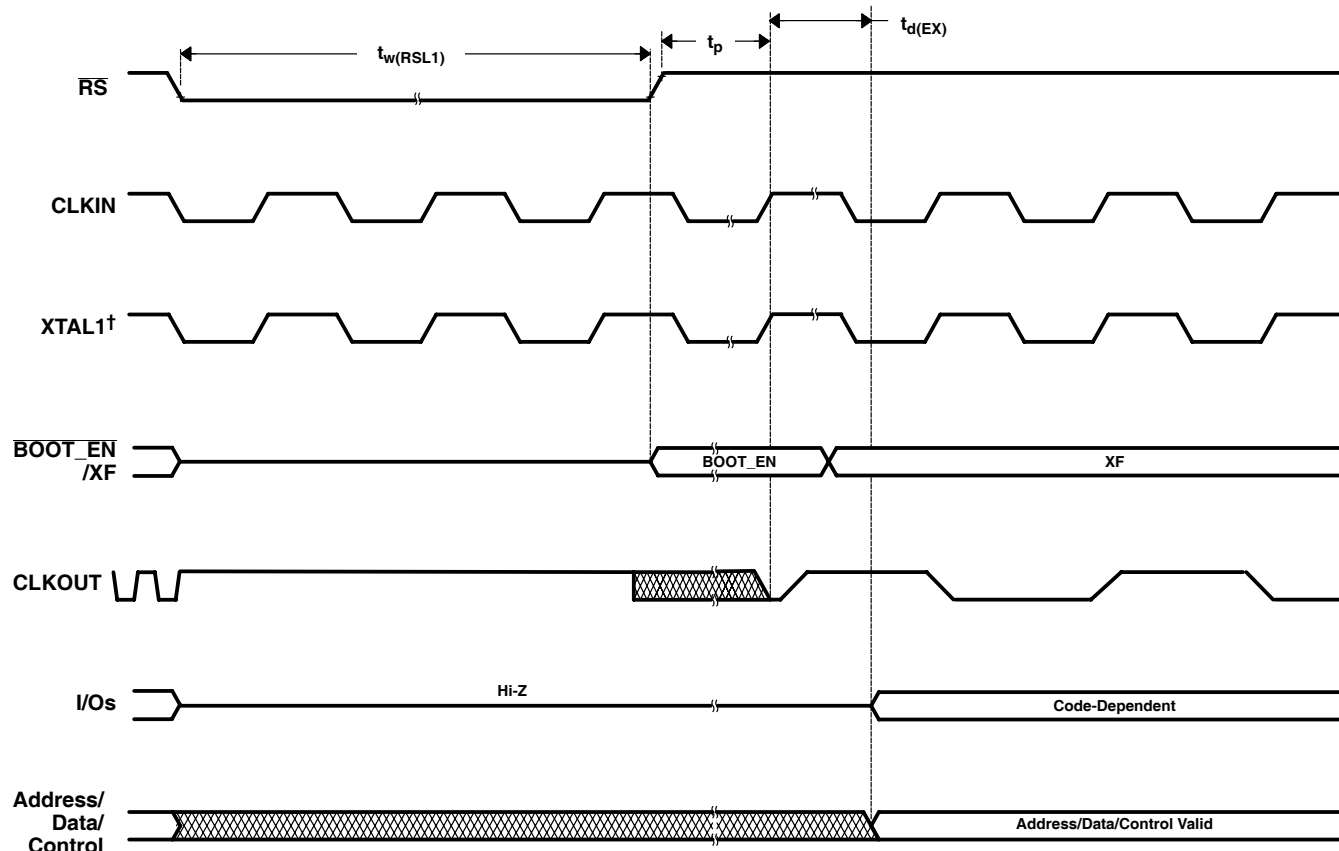 t_d(EX)
t_w(RSL1)
t_p
RS
CLKIN
XTAL1†
BOOT_EN
/XF
BOOT_EN
XF
CLKOUT
I/Os
Hi-Z
Code-Dependent
Address/
Data/
Control
Address/Data/Control Valid